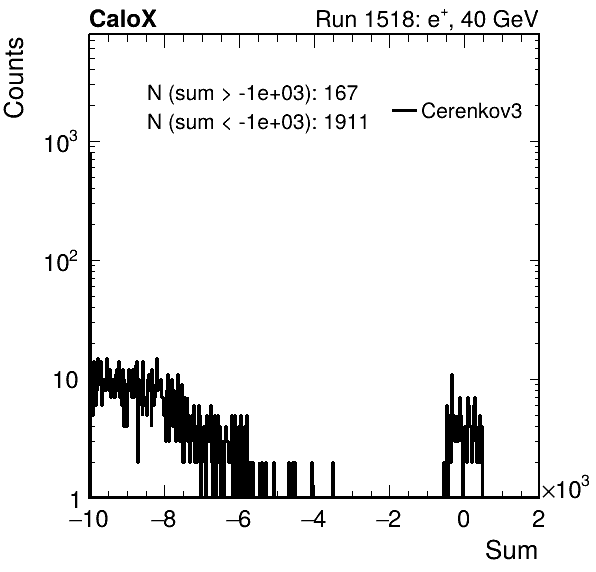 CaloX Run 1518: e⁺, 40 GeV
Counts
N (sum > -1e+03): 167
N (sum < -1e+03): 1911
Cerenkov3
10³
10²
10
1
−10 −8 −6 −4 −2 0 2
×10³
Sum